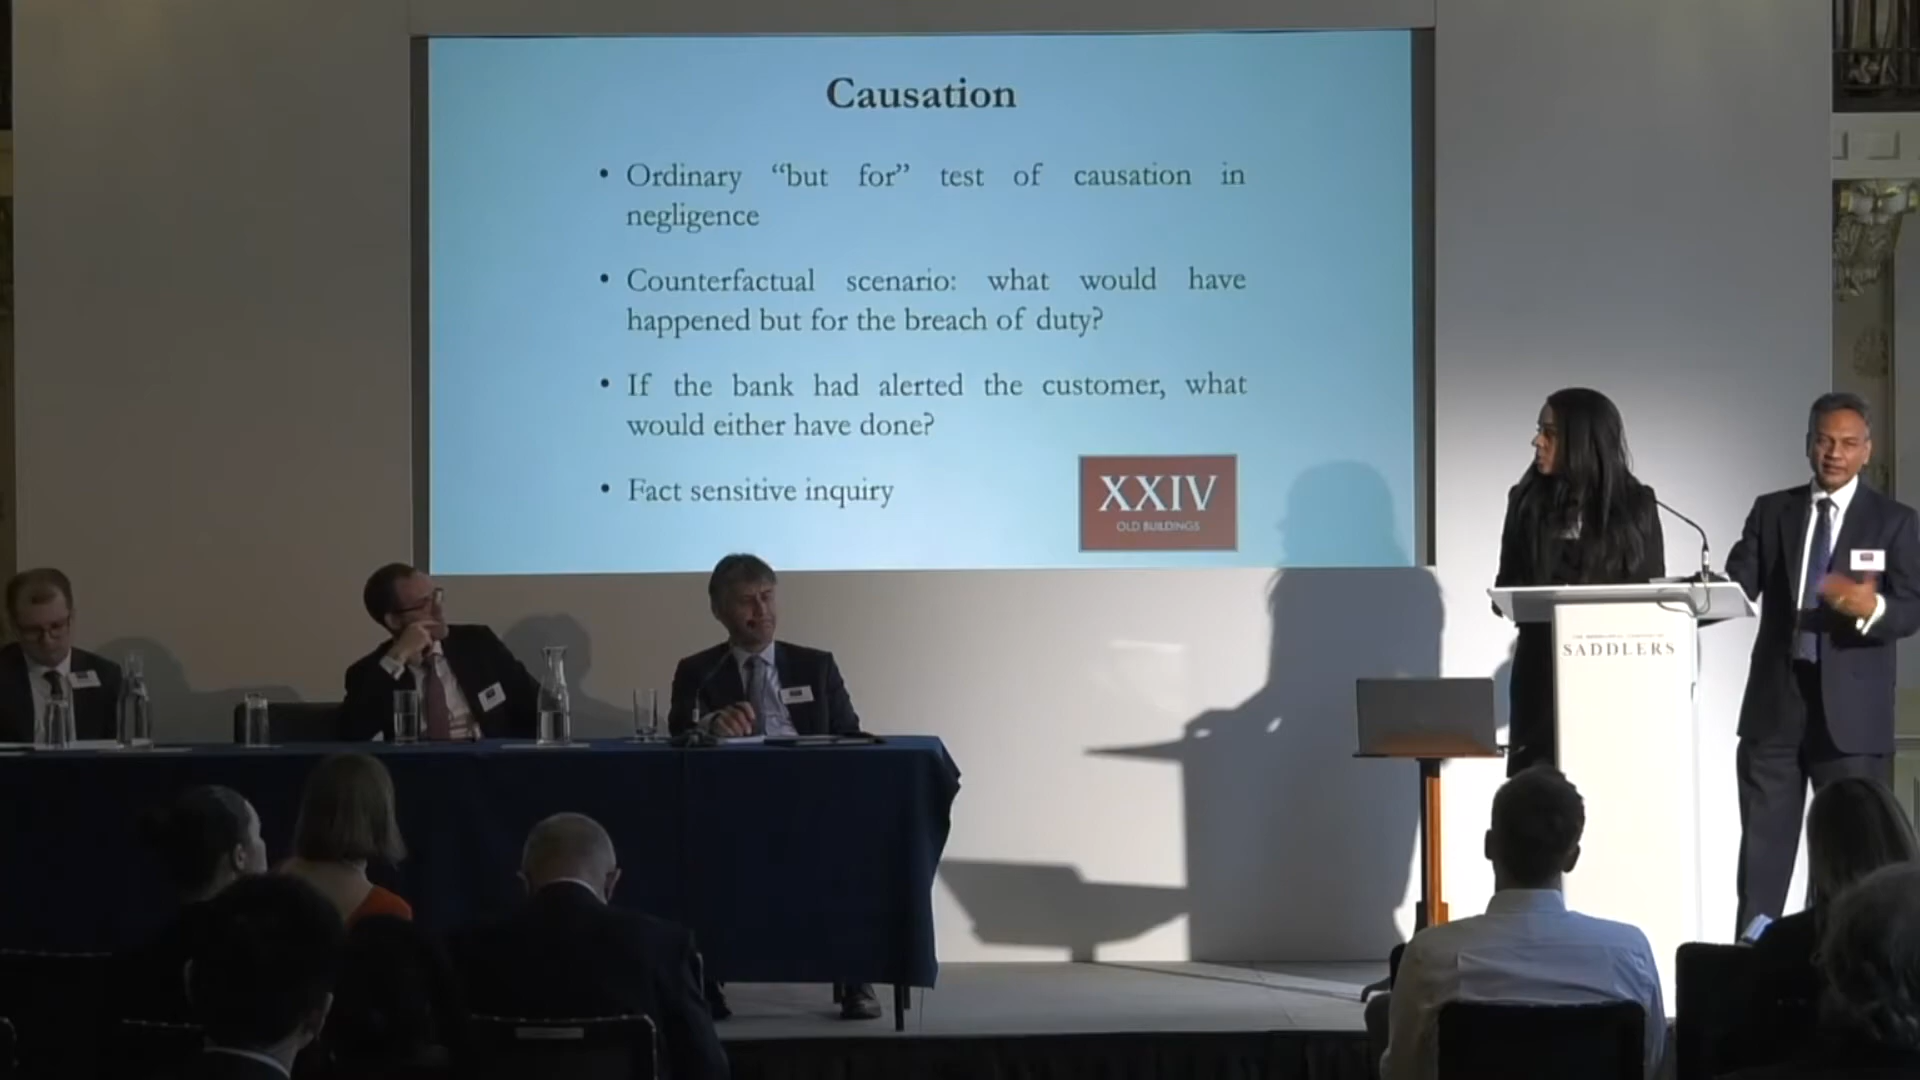 Causation
• Ordinary “but for” test of causation in
negligence
• Counterfactual scenario: what would have
happened but for the breach of duty?
• If the bank had alerted the customer, what
would either have done?
• Fact sensitive inquiry
XXIV
OLD BUILDINGS
SADDLERS